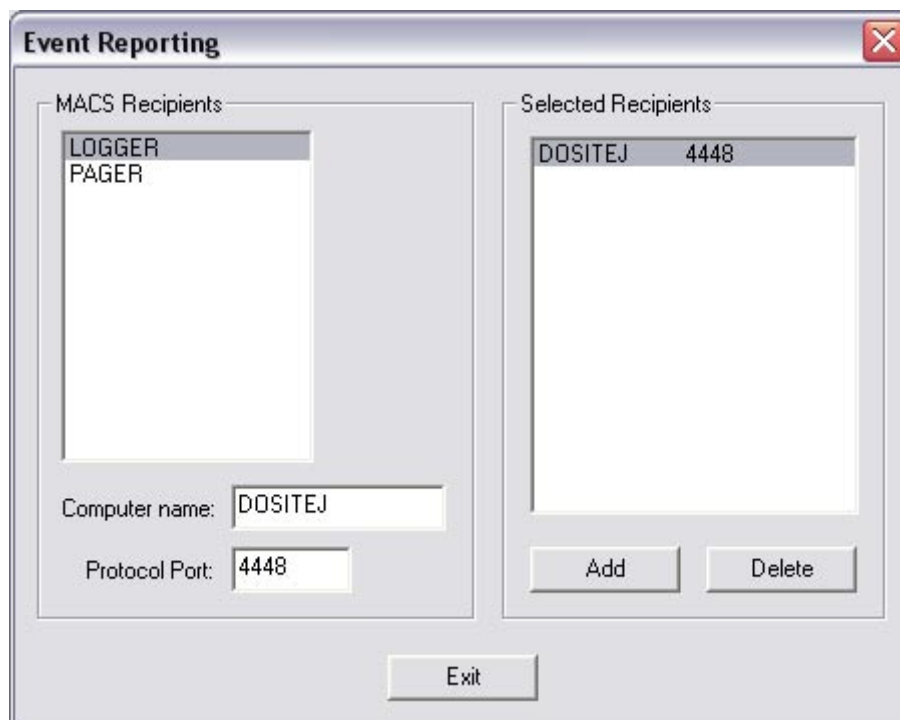 Event Reporting
MACS Recipients
LOGGER
PAGER
Computer name: DOSITEJ
Protocol Port: 4448
Selected Recipients
DOSITEJ 4448
Add Delete
Exit